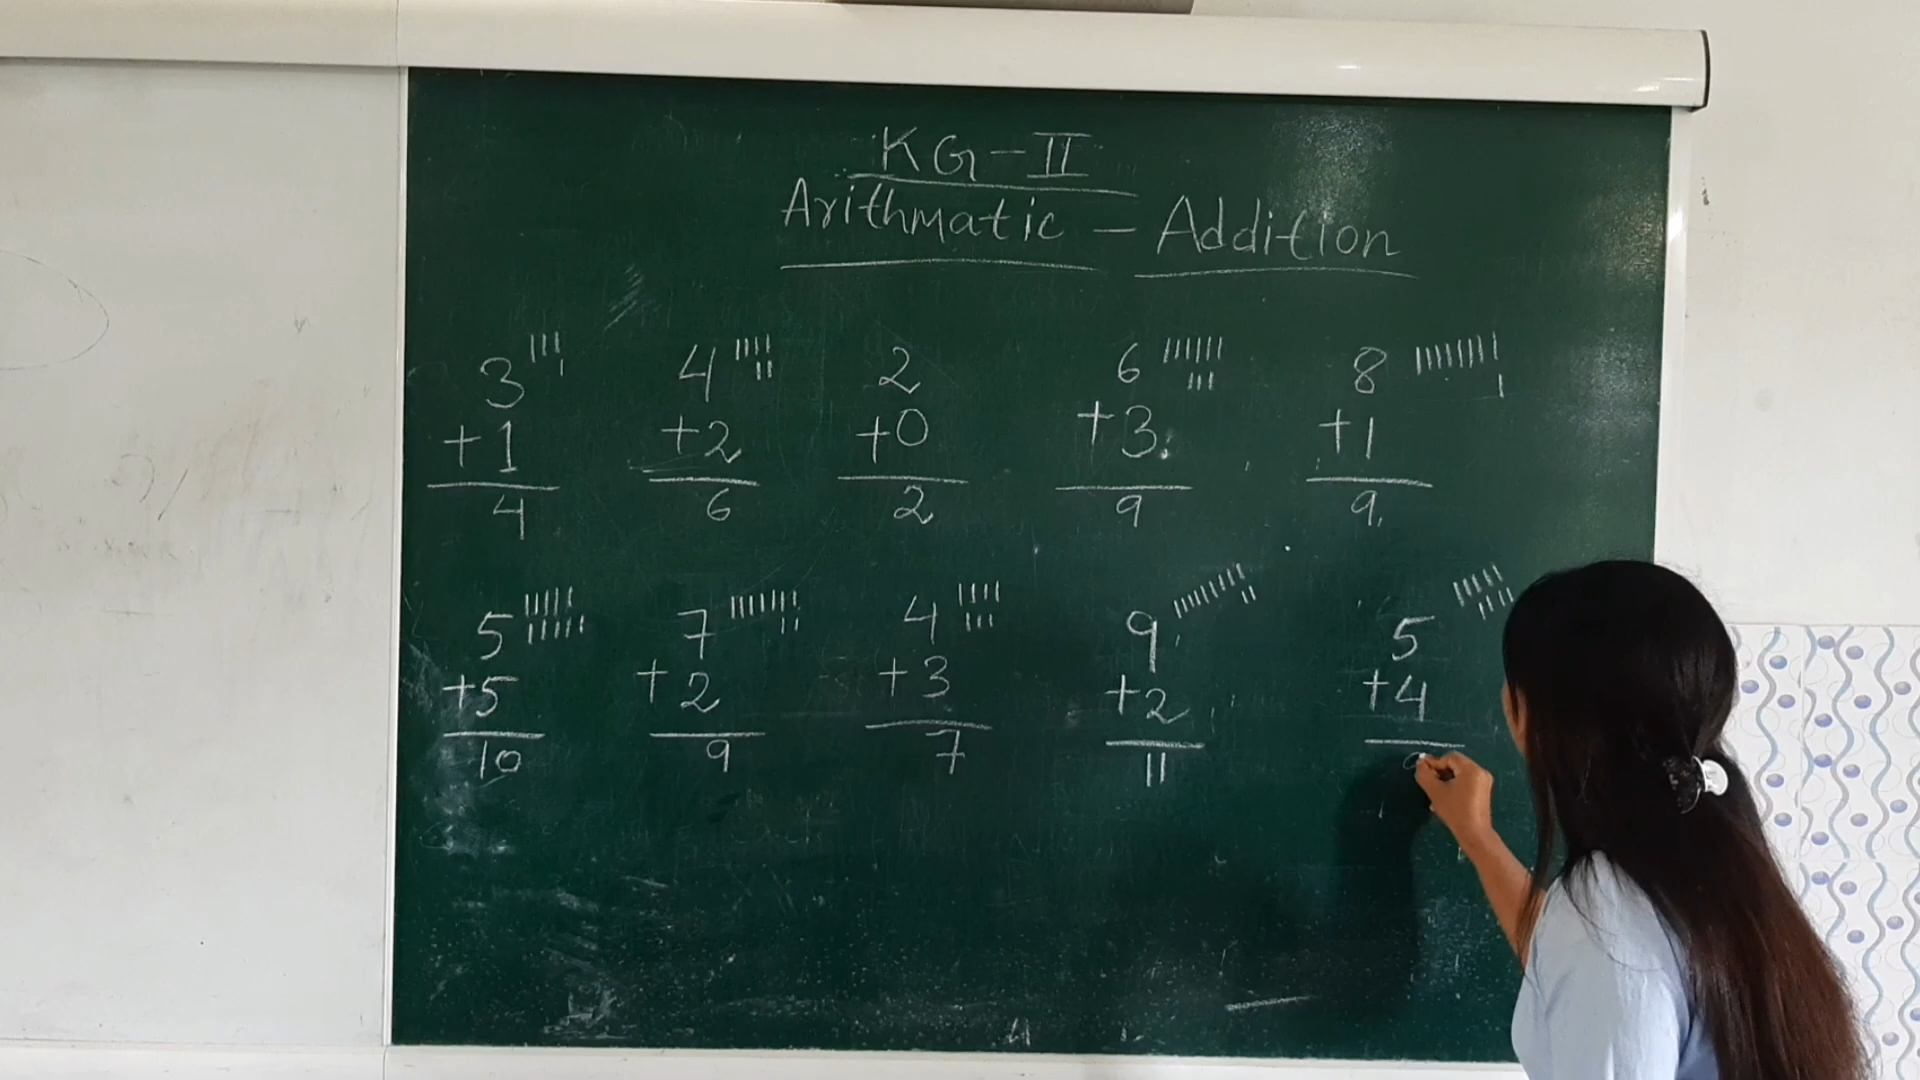 KG-II
Arithmatic - Addition
3 4 2 6 8
+1 +2 +0 +3 +1
4 6 2 9 9
5 7 4 9 5
+5 +2 +3 +2 +4
10 9 7 11